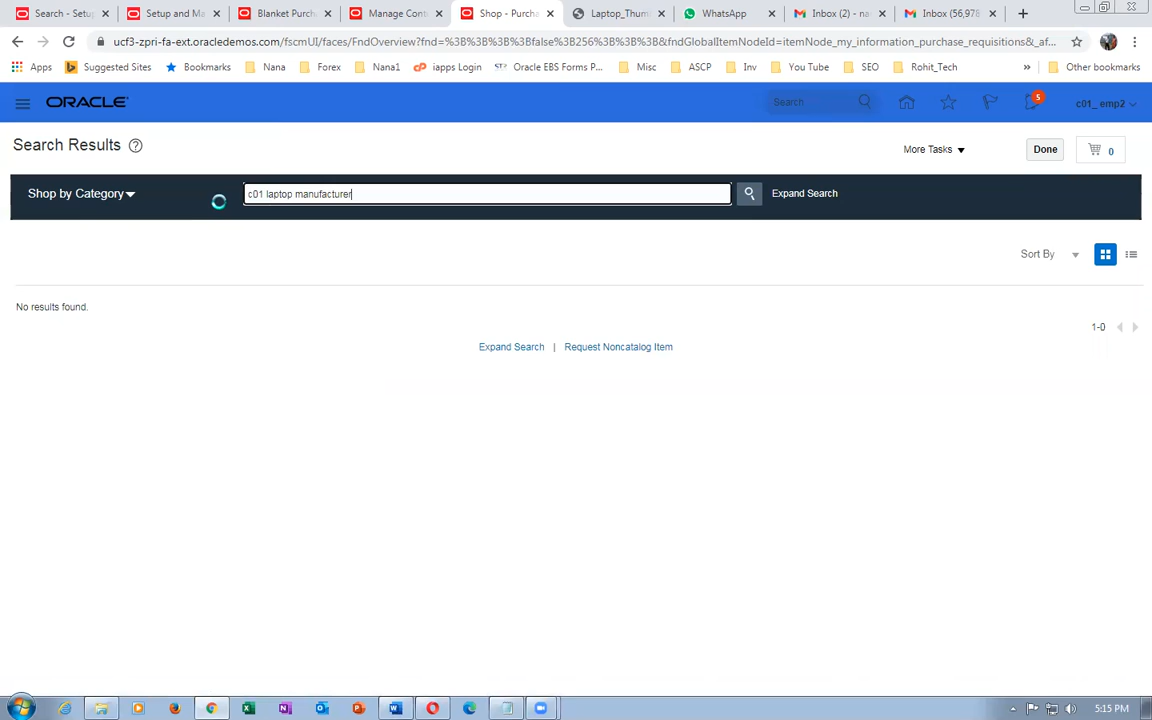 Search - Setup
Setup and Ma
Blanket Purcha
Manage Cont
Shop - Purcha
Laptop_Thum
WhatsApp
Inbox (2) - na
Inbox (56,978
ucf3-zpri-fa-ext.oracledemos.com/fscmUI/faces/FndOverview?fnd=%3B%3B%3B%3Bfalse%3B256%3B%3B%3B&fndGlobalItemNodeId=itemNode_my_information_purchase_requisitions&_af...
Apps
Suggested Sites
Bookmarks
Nana
Forex
Nana1
iapps Login
Oracle EBS Forms P...
Misc
ASCP
Inv
You Tube
SEO
Rohit_Tech
»
Other bookmarks
ORACLE
Search
5
c01_emp2
Search Results
More Tasks
Done
0
Shop by Category
c01 laptop manufacturer
Expand Search
Sort By
No results found.
1-0
Expand Search | Request Noncatalog Item
5:15 PM